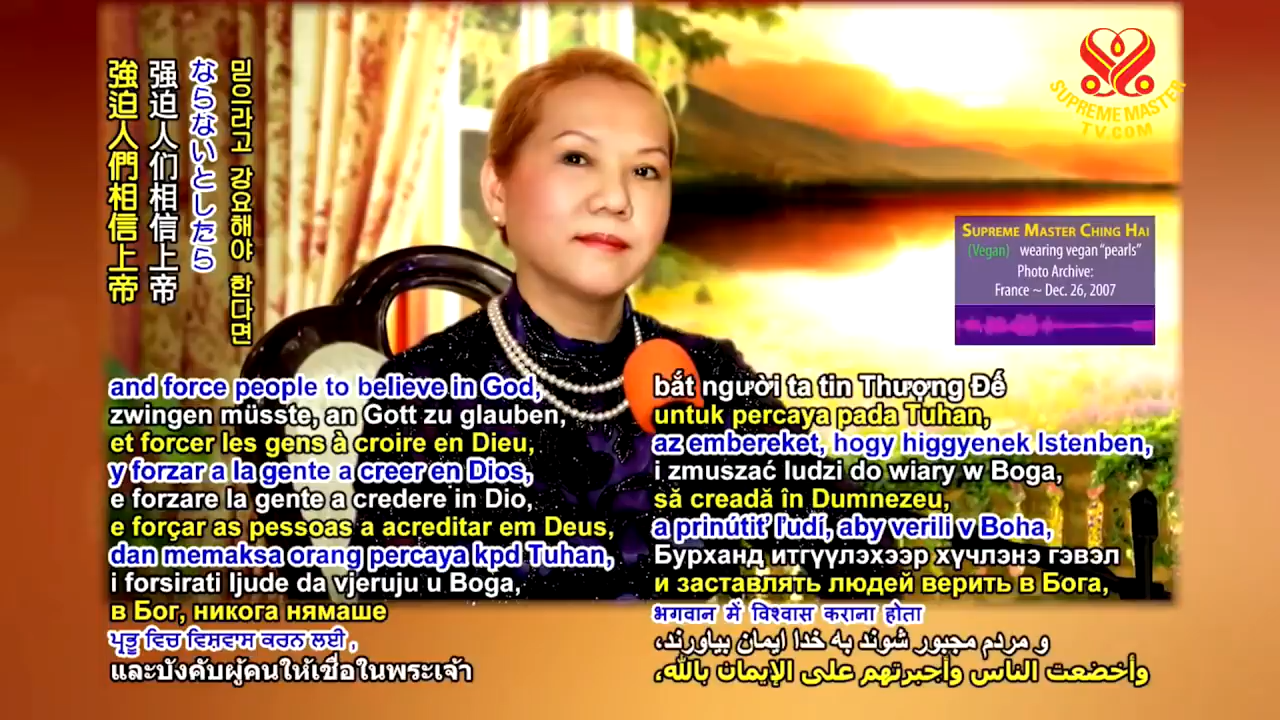 強迫人們相信上帝
强迫人们相信上帝
ならないとしたら
믿으라고 강요해야 한다면
SUPREME MASTER
TV.COM
SUPREME MASTER CHING HAI
(Vegan) wearing vegan "pearls"
Photo Archive:
France ~ Dec. 26, 2007
and force people to believe in God,
zwingen müsste, an Gott zu glauben,
et forcer les gens à croire en Dieu,
y forzar a la gente a creer en Dios,
e forzare la gente a credere in Dio,
e forçar as pessoas a acreditar em Deus,
dan memaksa orang percaya kpd Tuhan,
i forsirati ljude da vjeruju u Boga,
в Бог, никога нямаше
ਪ੍ਰਭੂ ਵਿਚ ਵਿਸ਼ਵਾਸ ਕਰਨ ਲਈ ,
และบังคับผู้คนให้เชื่อในพระเจ้า
bắt người ta tin Thượng Đế
untuk percaya pada Tuhan,
az embereket, hogy higgyenek Istenben,
i zmuszać ludzi do wiary w Boga,
să creadă în Dumnezeu,
a prinútiť ľudí, aby verili v Boha,
Бурханд итгүүлэхээр хүчлэнэ гэвэл
и заставлять людей верить в Бога,
भगवान में विश्वास कराना होता
و مردم مجبور شوند به خدا ایمان بیاورند،
وأخضعت الناس وأجبرتهم على الإيمان بالله،